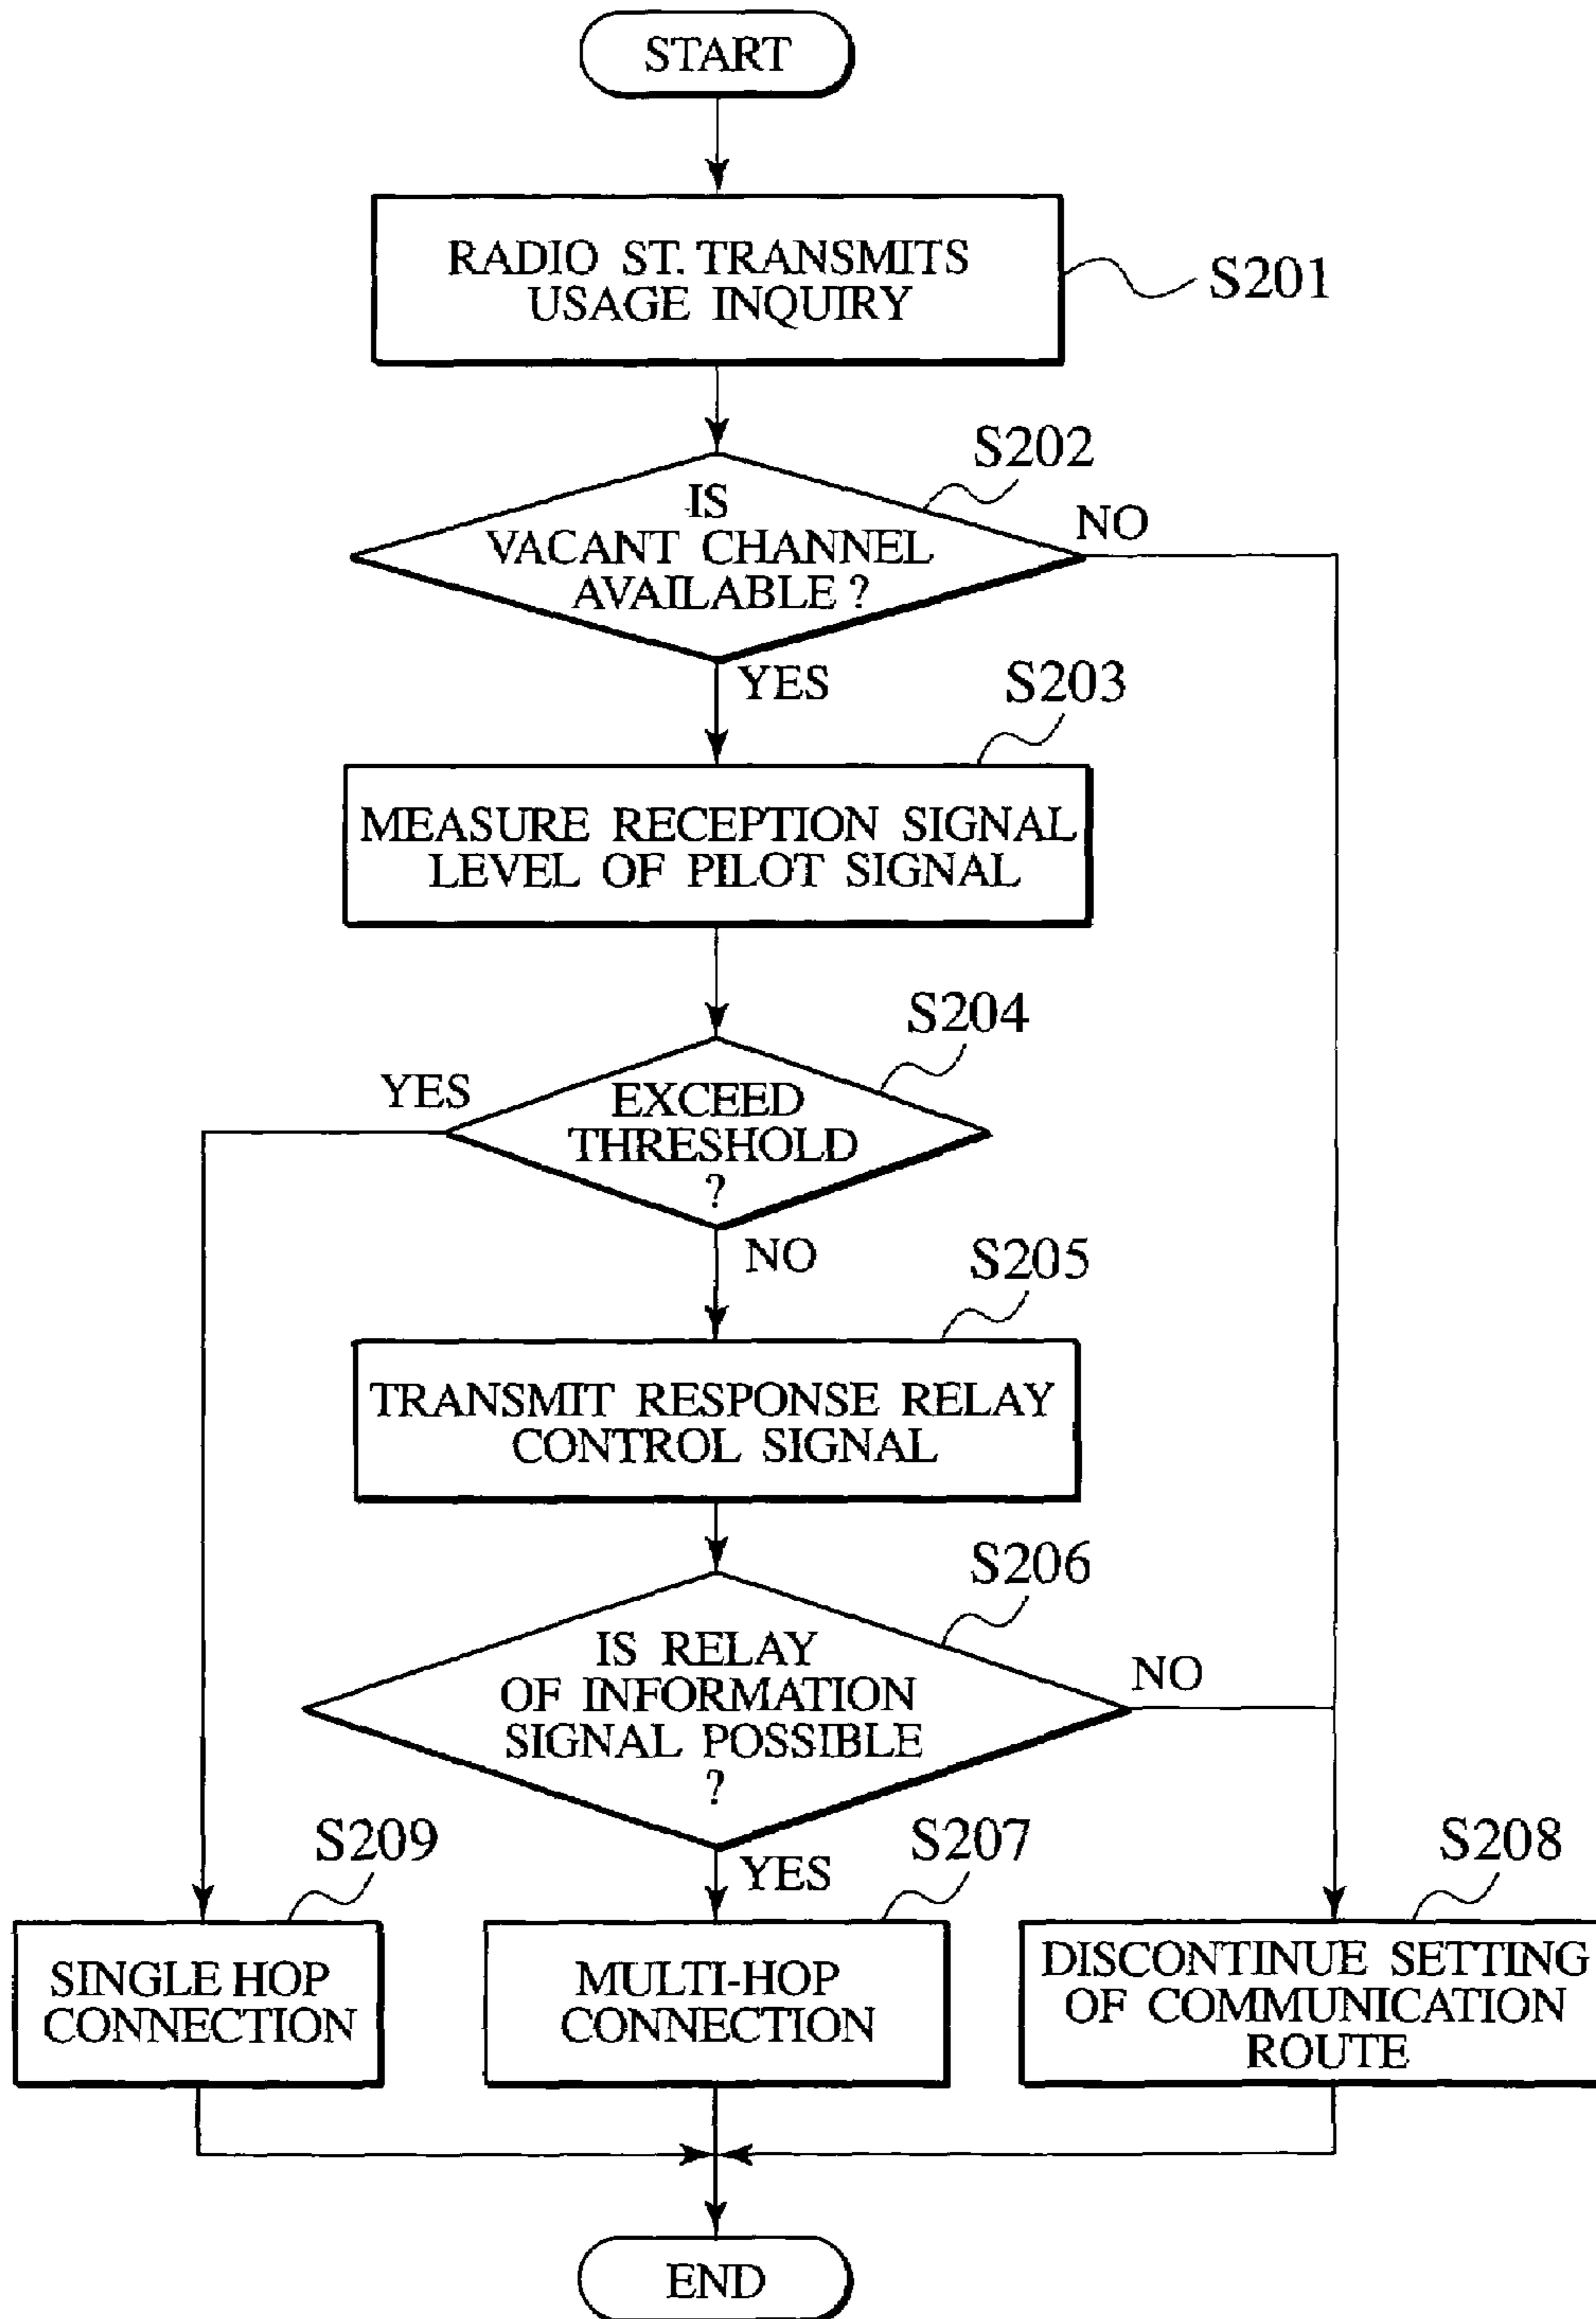 START
RADIO ST. TRANSMITS
USAGE INQUIRY
S201
S202
IS
VACANT CHANNEL
AVAILABLE ?
NO
YES
S203
MEASURE RECEPTION SIGNAL
LEVEL OF PILOT SIGNAL
S204
YES
EXCEED
THRESHOLD
?
NO
S205
TRANSMIT RESPONSE RELAY
CONTROL SIGNAL
S206
IS RELAY
OF INFORMATION
SIGNAL POSSIBLE
?
NO
YES
S209
SINGLE HOP
CONNECTION
S207
MULTI-HOP
CONNECTION
S208
DISCONTINUE SETTING
OF COMMUNICATION
ROUTE
END